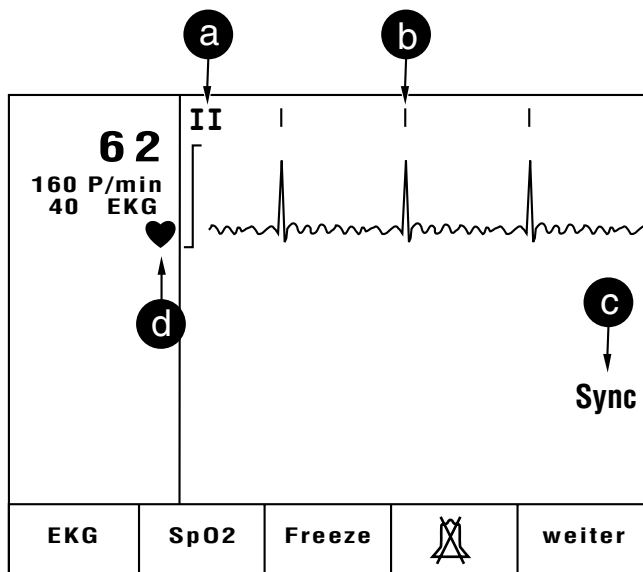 a
b
II
62
160 P/min
40 EKG
d
c
Sync
EKG
SpO2
Freeze
weiter